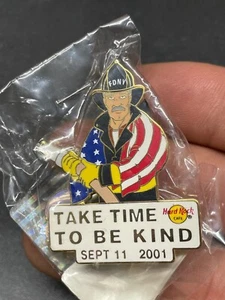 FDNY
Hard Rock
CAFE
TAKE TIME
TO BE KIND
SEPT 11 2001